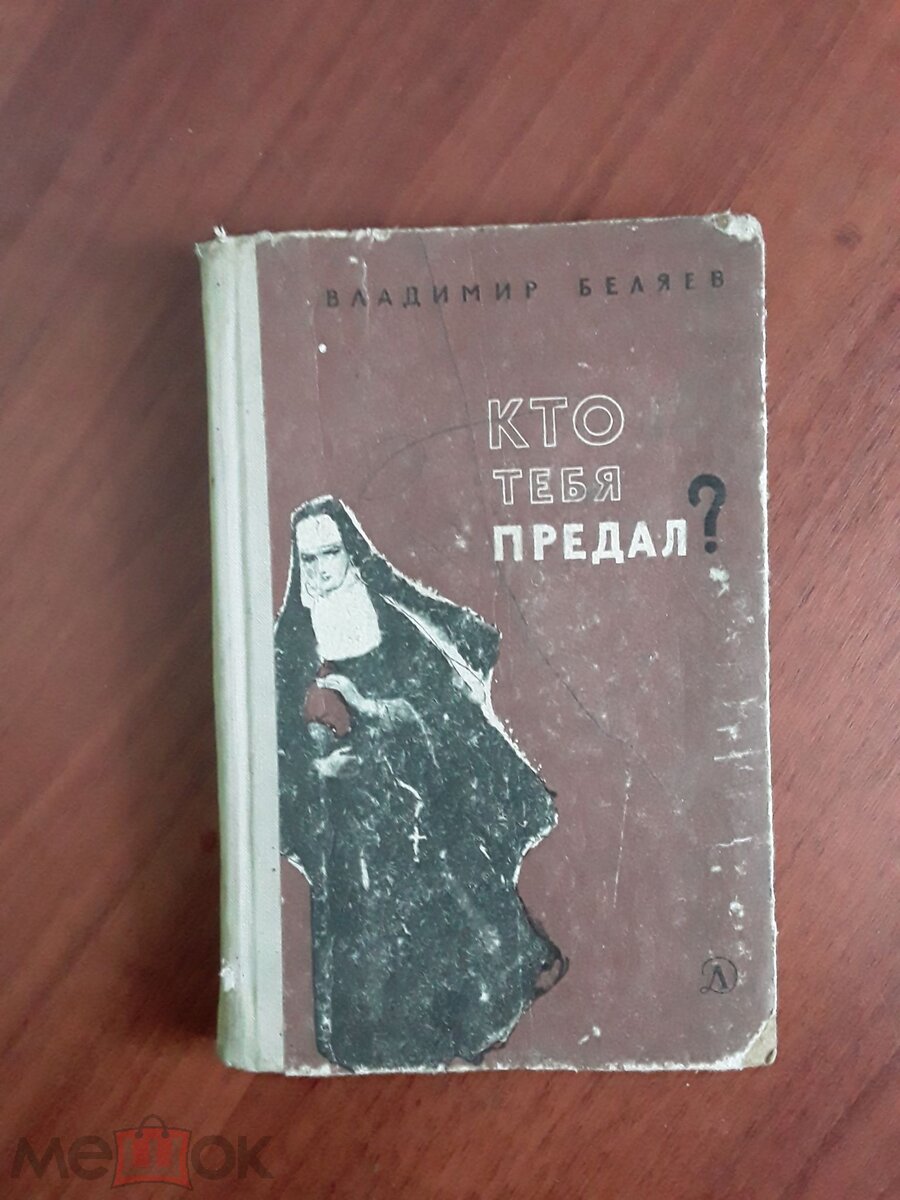 ВЛАДИМИР БЕЛЯЕВ
КТО
ТЕБЯ
ПРЕДАЛ?
Д
мешок